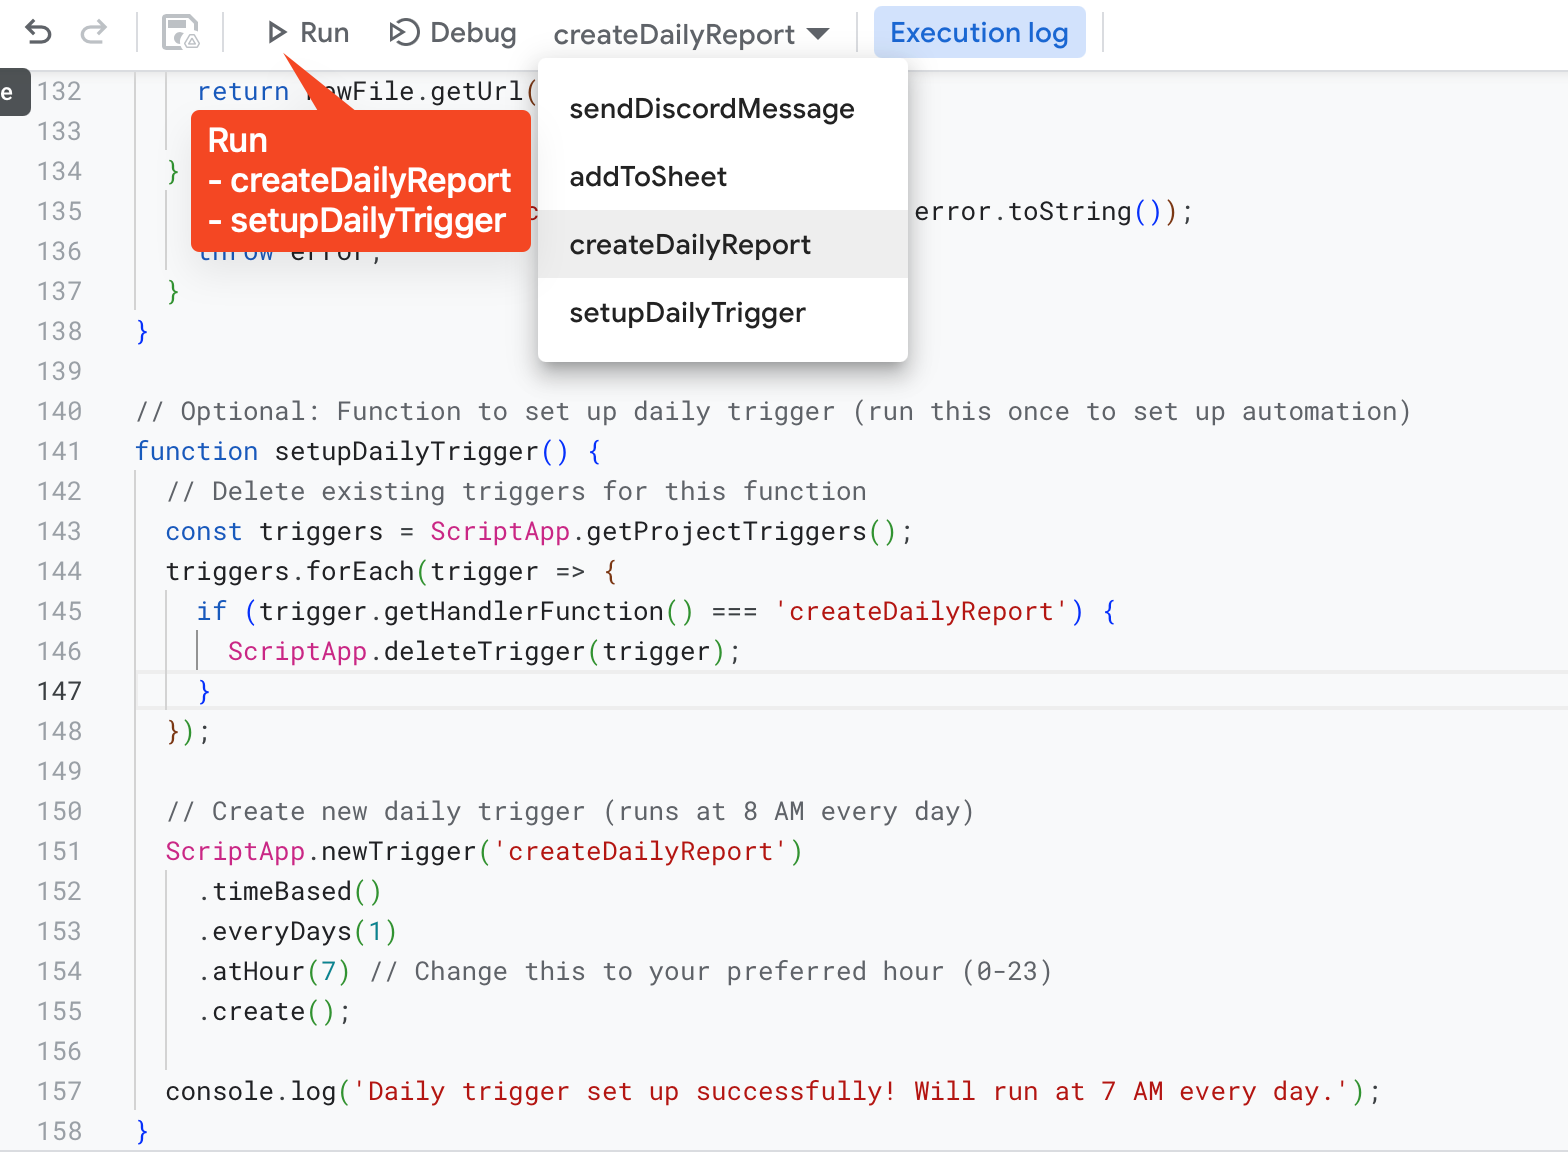 Run Debug createDailyReport Execution log
e
132 return newFile.getUrl(
133
134 }
135 error.toString());
136 throw error;
137 }
138 }
139
140 // Optional: Function to set up daily trigger (run this once to set up automation)
141 function setupDailyTrigger() {
142 // Delete existing triggers for this function
143 const triggers = ScriptApp.getProjectTriggers();
144 triggers.forEach(trigger => {
145 if (trigger.getHandlerFunction() === 'createDailyReport') {
146 ScriptApp.deleteTrigger(trigger);
147 }
148 });
149
150 // Create new daily trigger (runs at 8 AM every day)
151 ScriptApp.newTrigger('createDailyReport')
152 .timeBased()
153 .everyDays(1)
154 .atHour(7) // Change this to your preferred hour (0-23)
155 .create();
156
157 console.log('Daily trigger set up successfully! Will run at 7 AM every day.');
158 }
Run
- createDailyReport
- setupDailyTrigger
sendDiscordMessage
addToSheet
createDailyReport
setupDailyTrigger